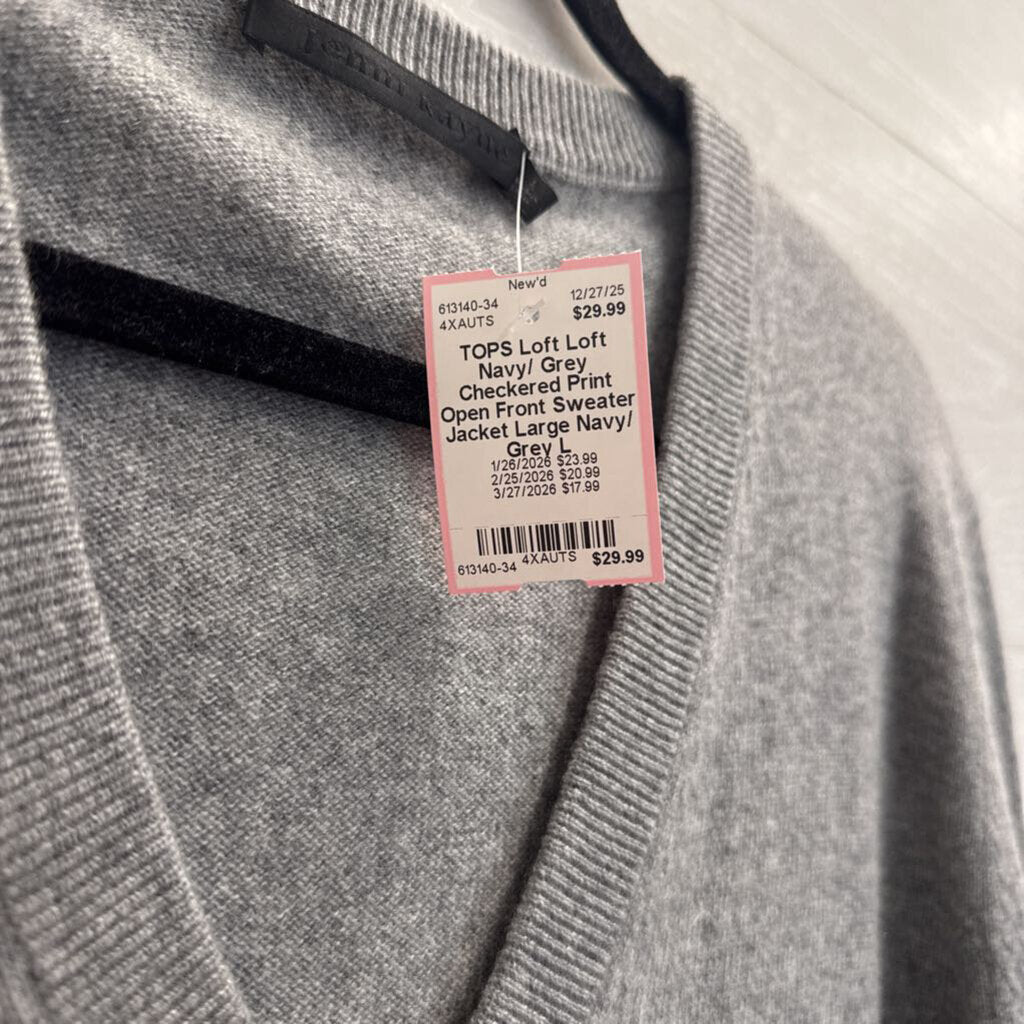 Jenni Kayne
New'd
613140-34
12/27/25
4XAUTS
$29.99
TOPS Loft Loft
Navy/ Grey
Checkered Print
Open Front Sweater
Jacket Large Navy/
Grey L
1/26/2026 $23.99
2/25/2026 $20.99
3/27/2026 $17.99
613140-34 4XAUTS $29.99